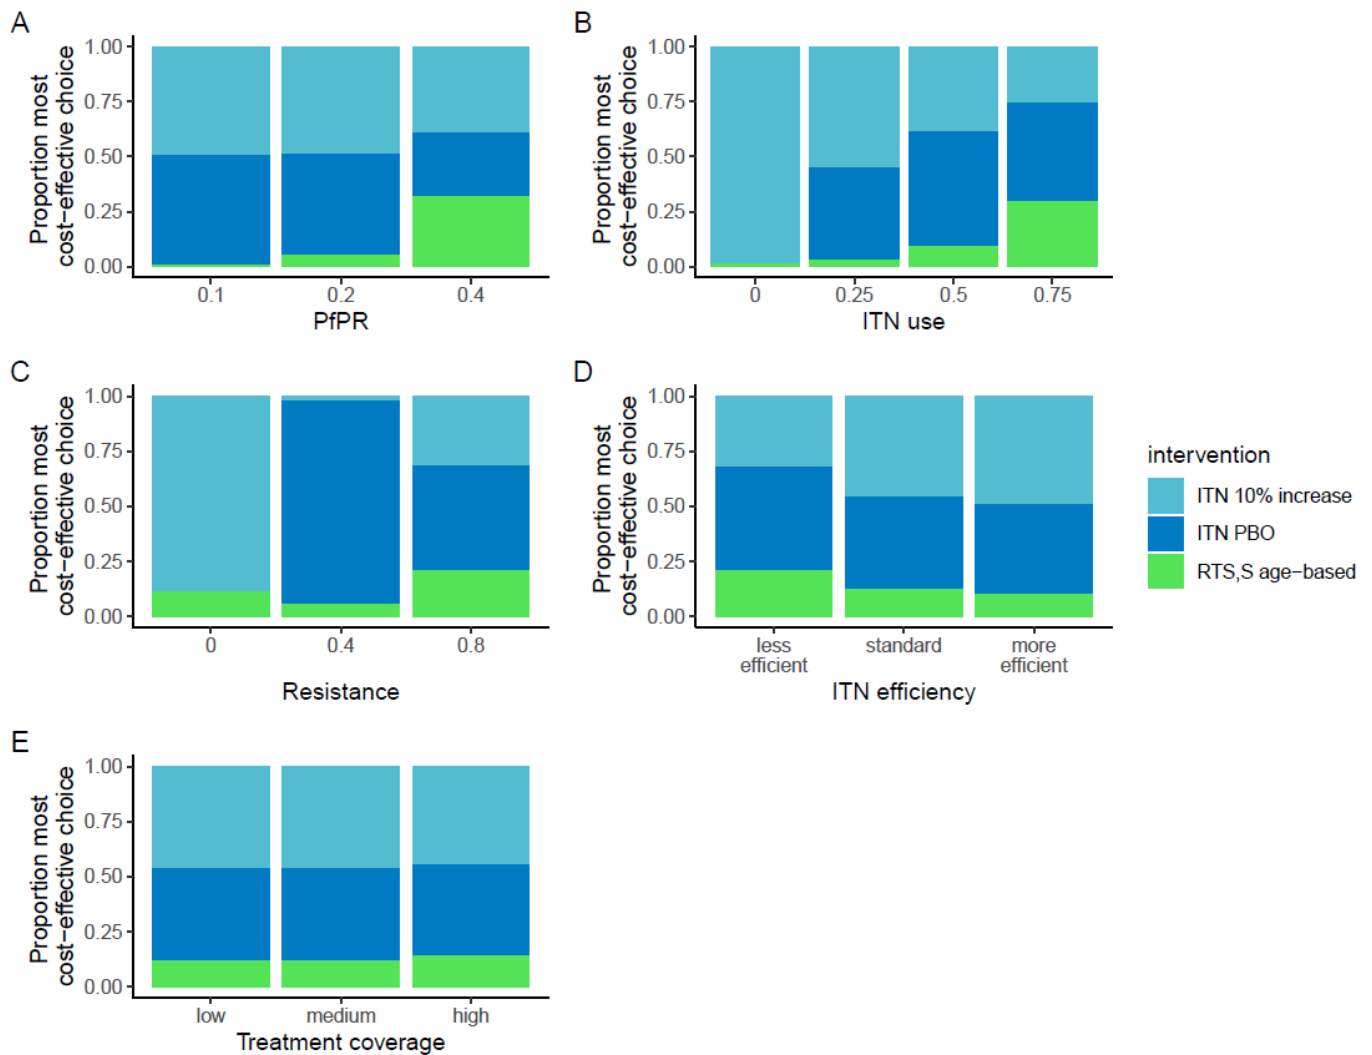 A
Proportion most
cost−effective choice
1.00
0.75
0.50
0.25
0.00
0.1 0.2 0.4
PfPR
B
Proportion most
cost−effective choice
1.00
0.75
0.50
0.25
0.00
0 0.25 0.5 0.75
ITN use
C
Proportion most
cost−effective choice
1.00
0.75
0.50
0.25
0.00
0 0.4 0.8
Resistance
D
Proportion most
cost−effective choice
1.00
0.75
0.50
0.25
0.00
less standard more
efficient efficient
ITN efficiency
intervention
ITN 10% increase
ITN PBO
RTS,S age−based
E
Proportion most
cost−effective choice
1.00
0.75
0.50
0.25
0.00
low medium high
Treatment coverage